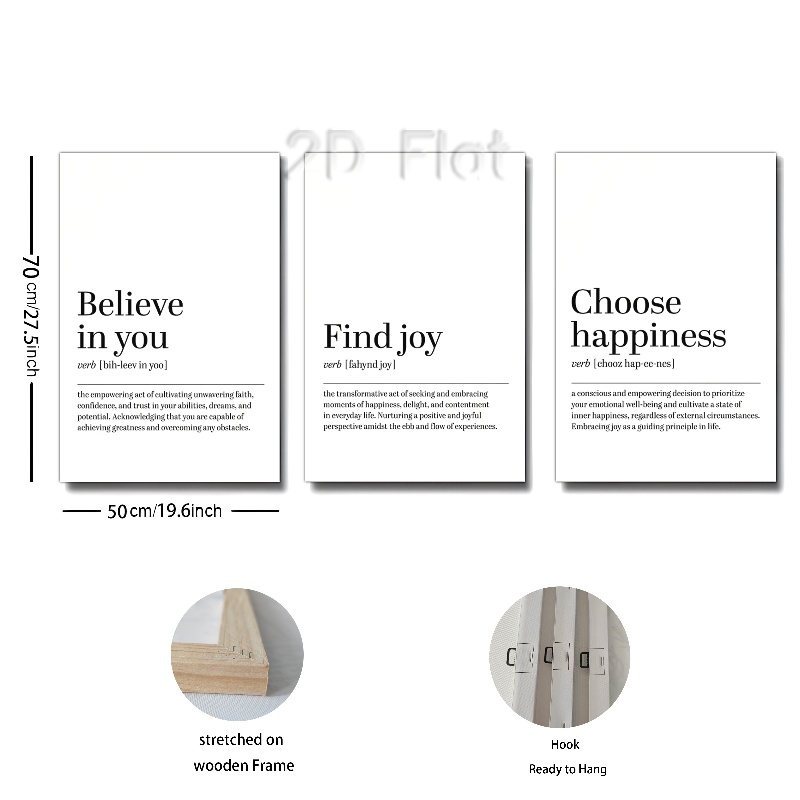 2D Flat
Believe
in you
verb [bih-leev in yoo]
the empowering act of cultivating unwavering faith,
confidence, and trust in your abilities, dreams, and
potential. Acknowledging that you are capable of
achieving greatness and overcoming any obstacles.
Find joy
verb [fahynd joy]
the transformative act of seeking and embracing
moments of happiness, delight, and contentment
in everyday life. Nurturing a positive and joyful
perspective amidst the ebb and flow of experiences.
Choose
happiness
verb [chooz hap-ee-nes]
a conscious and empowering decision to prioritize
your emotional well-being and cultivate a state of
inner happiness, regardless of external circumstances.
Embracing joy as a guiding principle in life.
70 cm/27.5inch
50cm/19.6inch
stretched on
wooden Frame
Hook
Ready to Hang